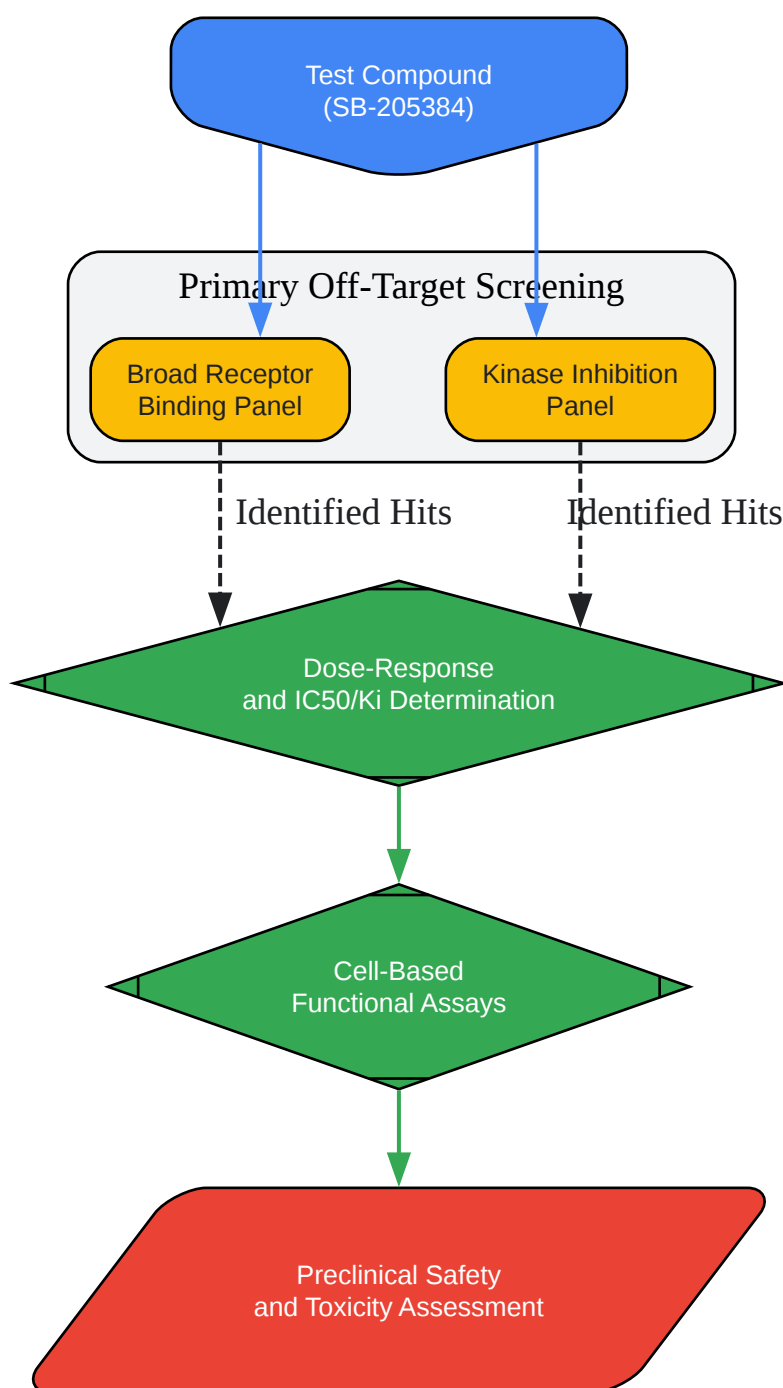 Test Compound
(SB-205384)
Primary Off-Target Screening
Broad Receptor
Binding Panel
Kinase Inhibition
Panel
Identified Hits
Identified Hits
Dose-Response
and IC50/Ki Determination
Cell-Based
Functional Assays
Preclinical Safety
and Toxicity Assessment